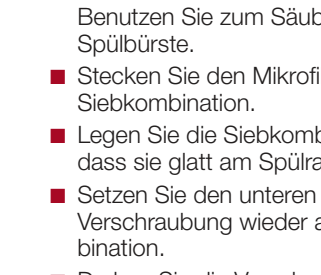 Benutzen Sie zum Säub
Spülbürste.
■ Stecken Sie den Mikrofi
Siebkombination.
■ Legen Sie die Siebkomb
dass sie glatt am Spülra
■ Setzen Sie den unteren
Verschraubung wieder a
bination.